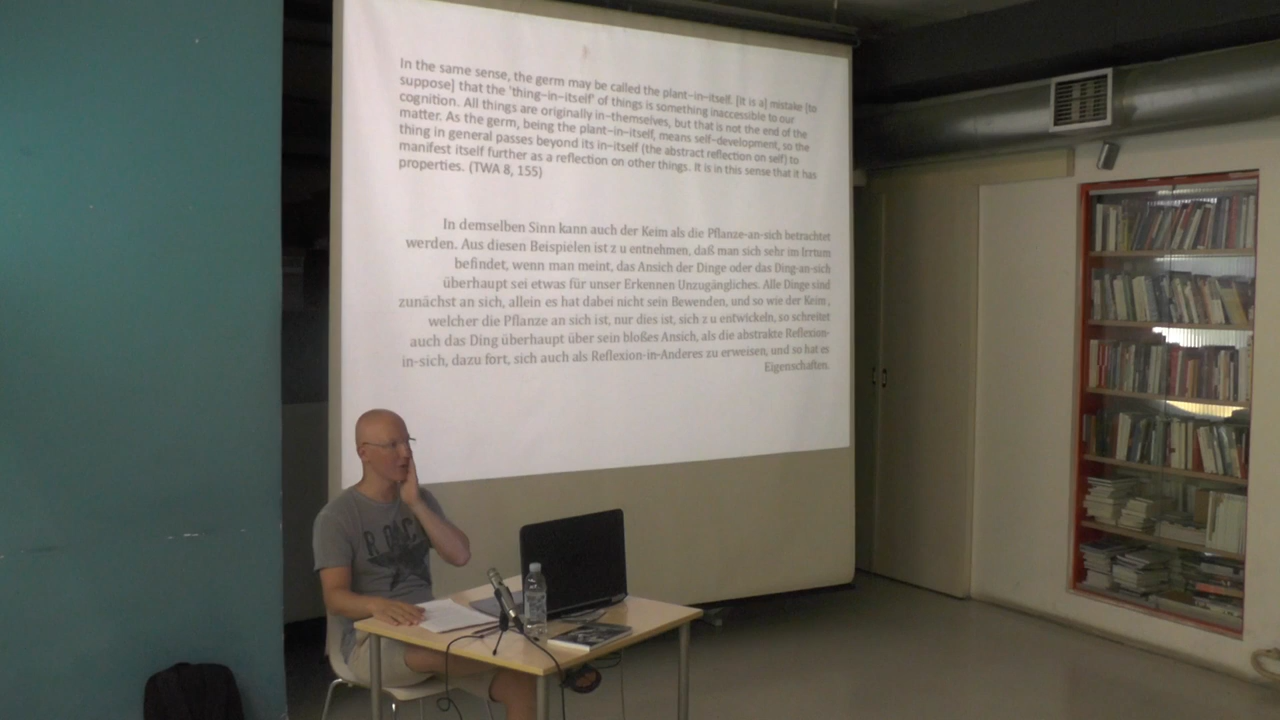 In the same sense, the germ may be called the plant–in–itself. [It is a] mistake [to
suppose] that the 'thing–in–itself' of things is something inaccessible to our
cognition. All things are originally in–themselves, but that is not the end of the
matter. As the germ, being the plant–in–itself, means self–development, so the
thing in general passes beyond its in–itself (the abstract reflection on self) to
manifest itself further as a reflection on other things. It is in this sense that it has
properties. (TWA 8, 155)
In demselben Sinn kann auch der Keim als die Pflanze-an-sich betrachtet
werden. Aus diesen Beispielen ist z u entnehmen, daß man sich sehr im Irrtum
befindet, wenn man meint, das Ansich der Dinge oder das Ding-an-sich
überhaupt sei etwas für unser Erkennen Unzugängliches. Alle Dinge sind
zunächst an sich, allein es hat dabei nicht sein Bewenden, und so wie der Keim ,
welcher die Pflanze an sich ist, nur dies ist, sich z u entwickeln, so schreitet
auch das Ding überhaupt über sein bloßes Ansich, als die abstrakte Reflexion-
in-sich, dazu fort, sich auch als Reflexion-in-Anderes zu erweisen, und so hat es
Eigenschaften.